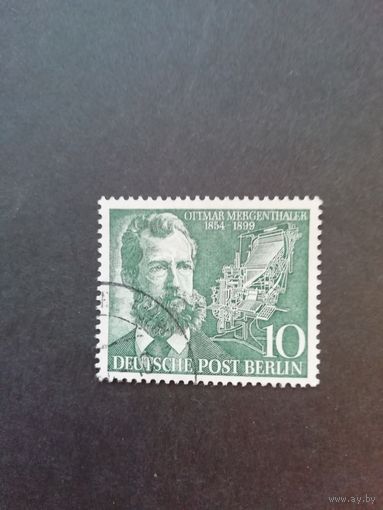 OTTMAR MERGENTHALER
1854-1899
10
DEUTSCHE POST BERLIN
www.ay.by